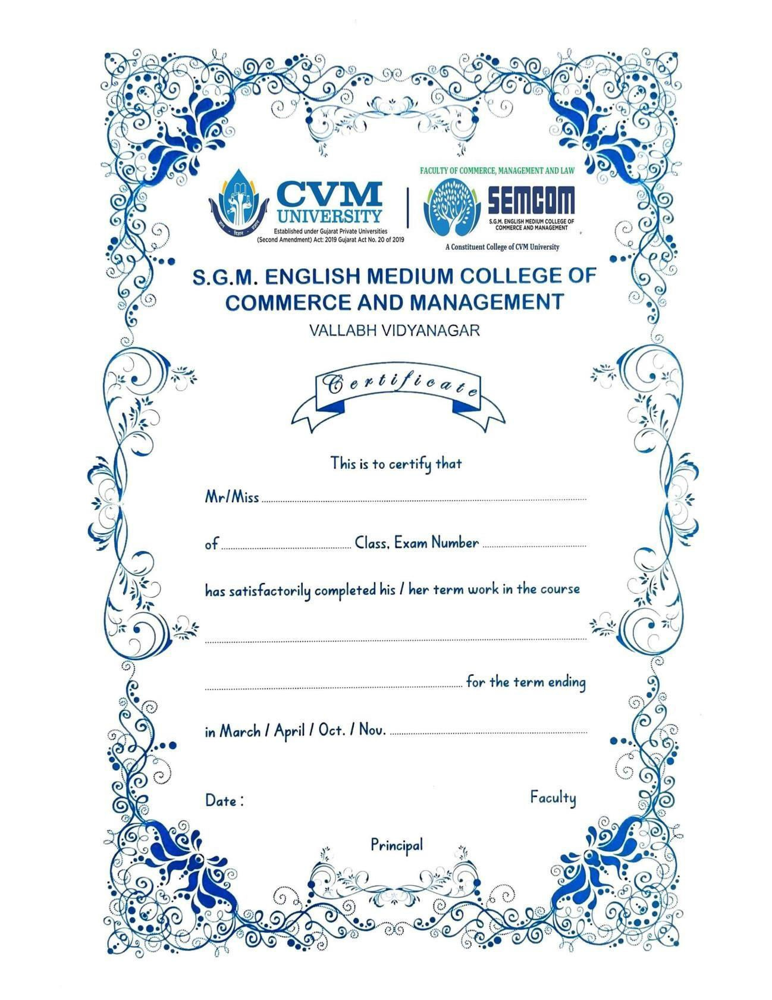 FACULTY OF COMMERCE, MANAGEMENT AND LAW
CVM
UNIVERSITY
Established under Gujarat Private Universities
(Second Amendment) Act: 2019 Gujarat Act No. 20 of 2019
ज्ञान - विज्ञान - प्रज्ञान
SEMCOM
S.G.M. ENGLISH MEDIUM COLLEGE OF
COMMERCE AND MANAGEMENT
A Constituent College of CVM University
S.G.M. ENGLISH MEDIUM COLLEGE OF
COMMERCE AND MANAGEMENT
VALLABH VIDYANAGAR
Certificate
This is to certify that
Mr/Miss
of Class, Exam Number
has satisfactorily completed his / her term work in the course
for the term ending
in March / April / Oct. / Nov.
Date : Faculty
Principal